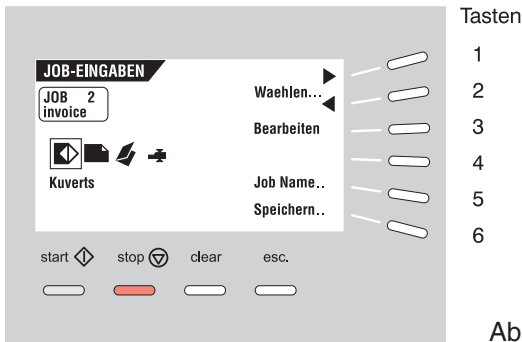 Tasten
1
JOB-EINGABEN
JOB 2
invoice
Waehlen...
2
Bearbeiten
3
4
Kuverts
Job Name..
5
Speichern..
6
start stop clear esc.
Ab